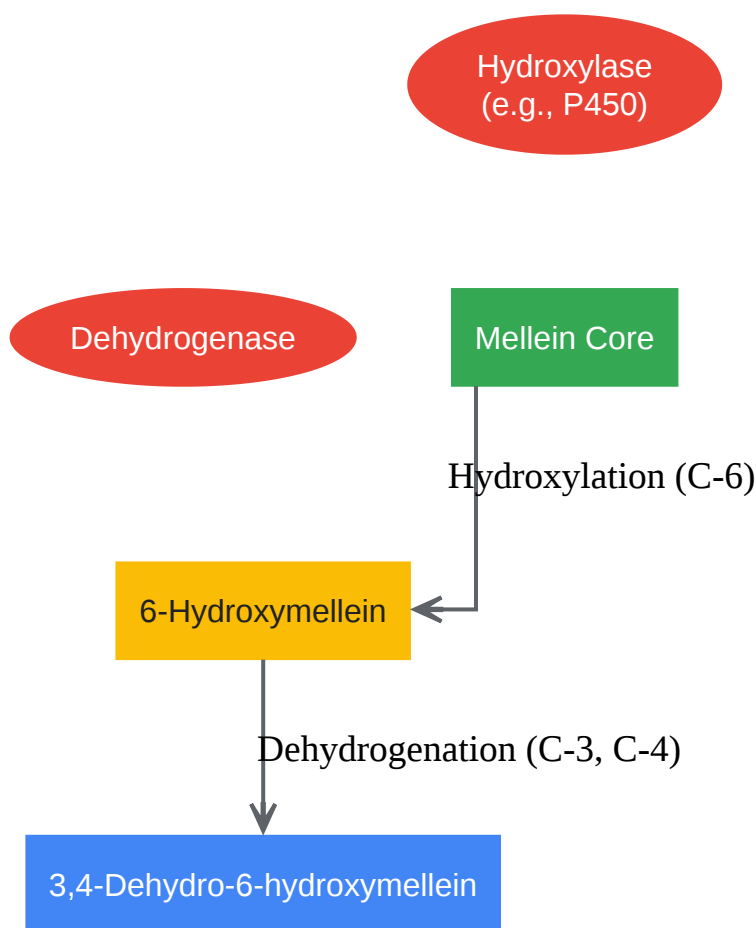 Hydroxylase
(e.g., P450)
Dehydrogenase
Mellein Core
Hydroxylation (C-6)
6-Hydroxymellein
Dehydrogenation (C-3, C-4)
3,4-Dehydro-6-hydroxymellein